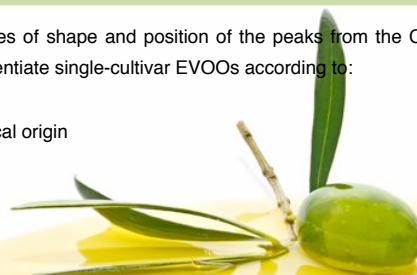 es of shape and position of the peaks from the
entiate single-cultivar EVOOs according to:
cal origin